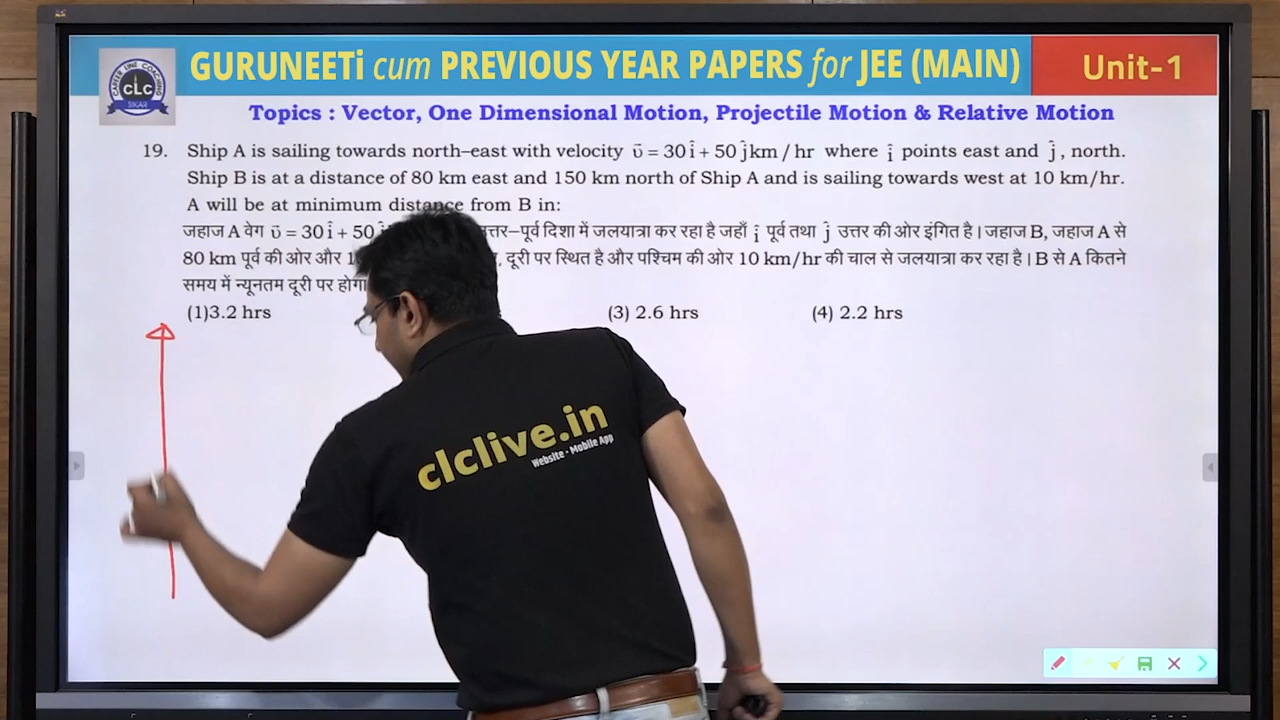 GURUNEETi cum PREVIOUS YEAR PAPERS for JEE (MAIN)
Unit-1
CAREER LINE COACHING
CLC
SIKAR
Topics : Vector, One Dimensional Motion, Projectile Motion & Relative Motion
19. Ship A is sailing towards north–east with velocity υ⃗ = 30 î + 50 ĵ km / hr where î points east and ĵ , north.
Ship B is at a distance of 80 km east and 150 km north of Ship A and is sailing towards west at 10 km/hr.
A will be at minimum distance from B in:
जहाज A वेग υ⃗ = 30 î + 50 उत्तर–पूर्व दिशा में जलयात्रा कर रहा है जहाँ î पूर्व तथा ĵ उत्तर की ओर इंगित है। जहाज B, जहाज A से
80 km पूर्व की ओर और दूरी पर स्थित है और पश्चिम की ओर 10 km/hr की चाल से जलयात्रा कर रहा है। B से A कितने
समय में न्यूनतम दूरी पर होगा
(1)3.2 hrs (3) 2.6 hrs (4) 2.2 hrs
clclive.in
Website - Mobile App